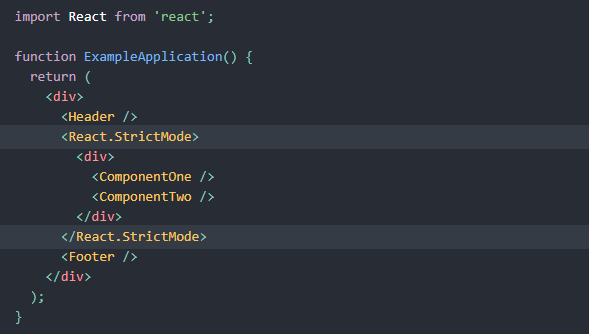 import React from 'react';

function ExampleApplication() {
  return (
    <div>
      <Header />
      <React.StrictMode>
        <div>
          <ComponentOne />
          <ComponentTwo />
        </div>
      </React.StrictMode>
      <Footer />
    </div>
  );
}